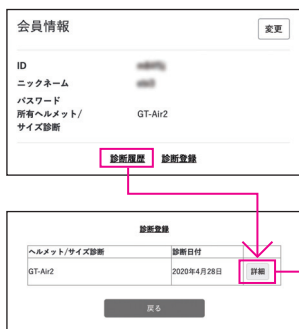 会員情報
変更
ID
ニックネーム
パスワード
所有ヘルメット/ GT-Air2
サイズ診断
診断履歴 診断登録
診断登録
ヘルメット/サイズ診断 診断日付
GT-Air2 2020年4月28日 詳細
戻る